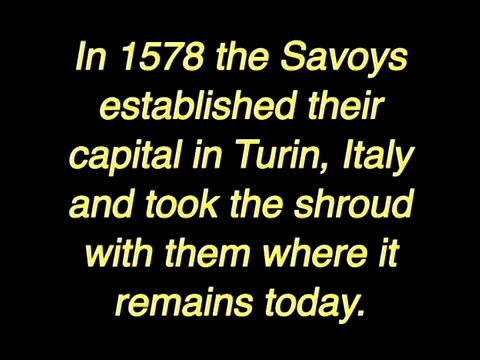 In 1578 the Savoys
established their
capital in Turin, Italy
and took the shroud
with them where it
remains today.